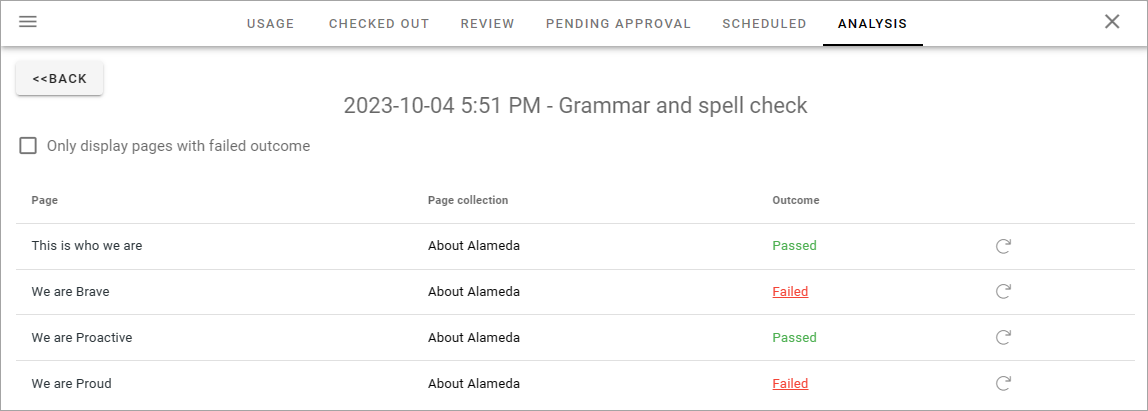 USAGE CHECKED OUT REVIEW PENDING APPROVAL SCHEDULED ANALYSIS
<<BACK
2023-10-04 5:51 PM - Grammar and spell check
Only display pages with failed outcome
Page Page collection Outcome
This is who we are About Alameda Passed
We are Brave About Alameda Failed
We are Proactive About Alameda Passed
We are Proud About Alameda Failed